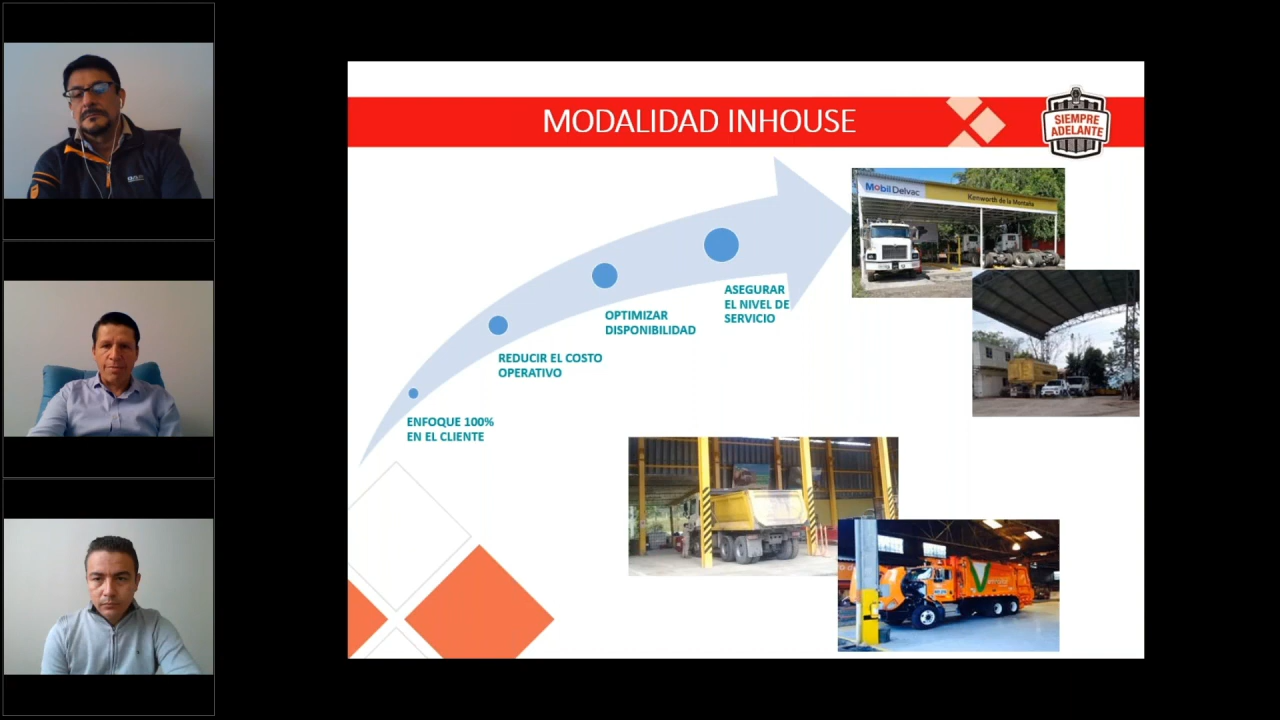 MODALIDAD INHOUSE
SIEMPRE
ADELANTE
Mobil Delvac
Kenworth de la Montaña
ASEGURAR
EL NIVEL DE
SERVICIO
OPTIMIZAR
DISPONIBILIDAD
REDUCIR EL COSTO
OPERATIVO
ENFOQUE 100%
EN EL CLIENTE